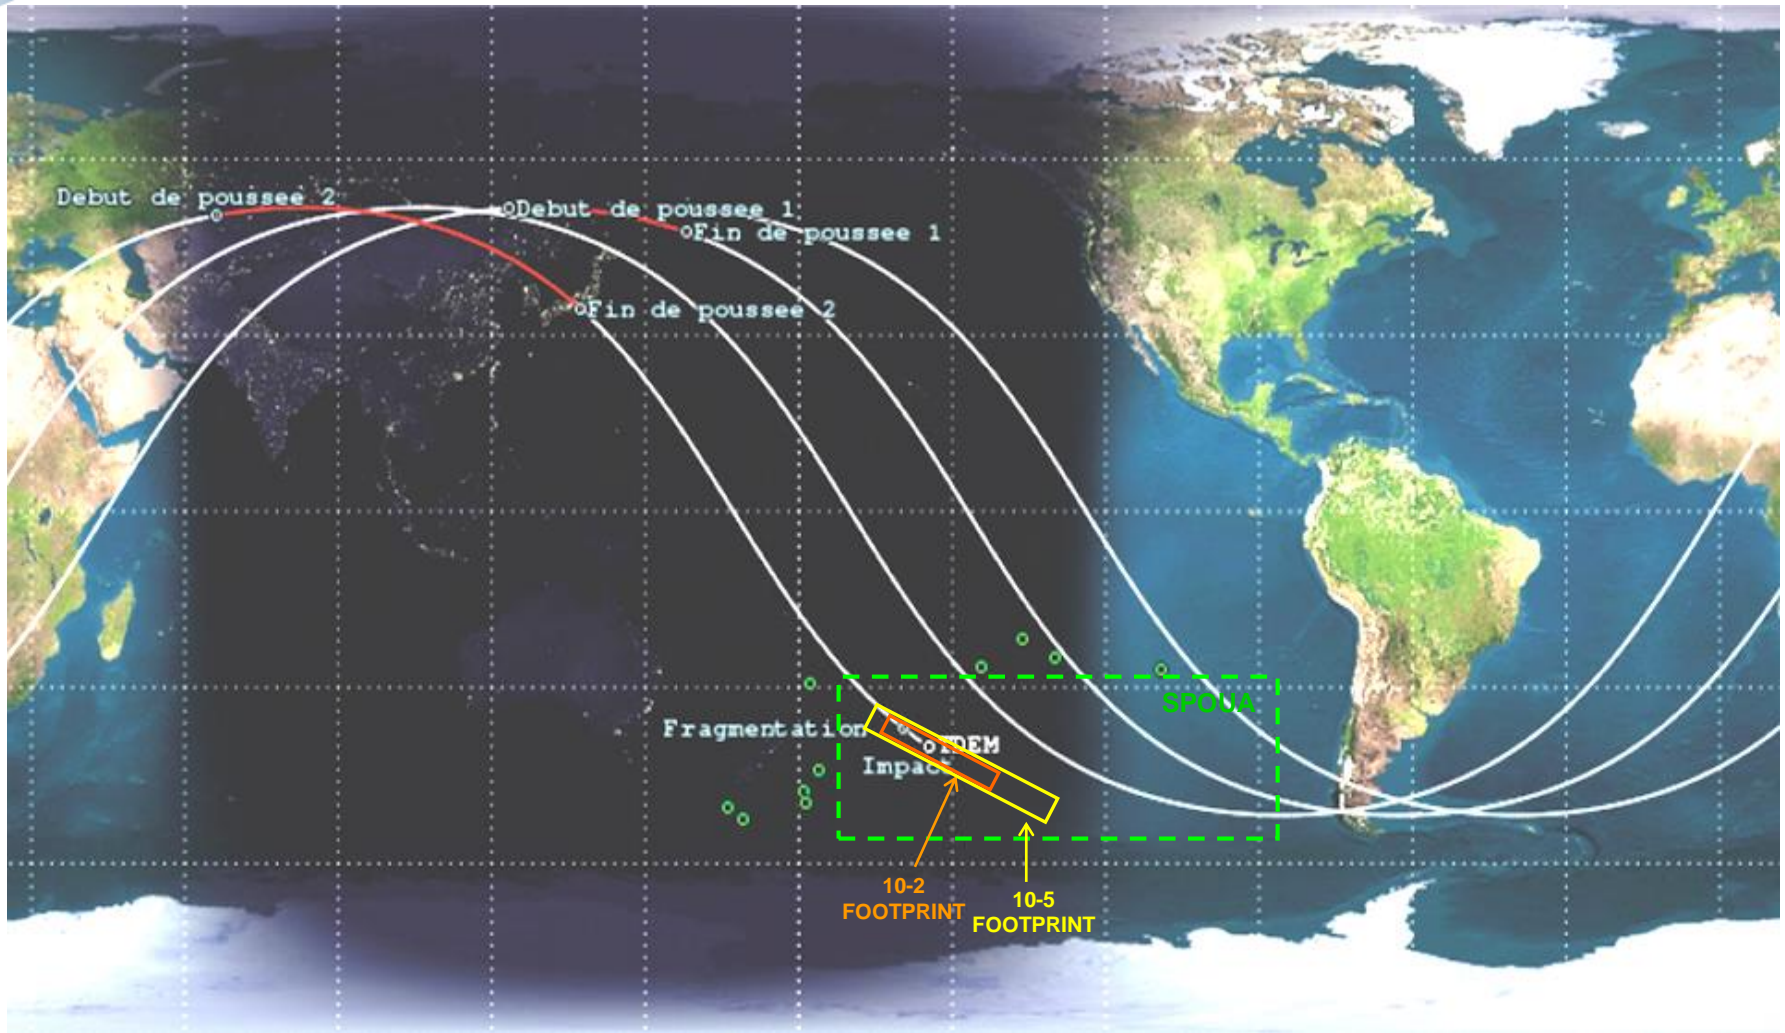 Debut de poussee 2
Debut de poussee 1
Fin de poussee 1
Fin de poussee 2
SPOUA
Fragmentation
IDEM
Impact
10-2
FOOTPRINT
10-5
FOOTPRINT